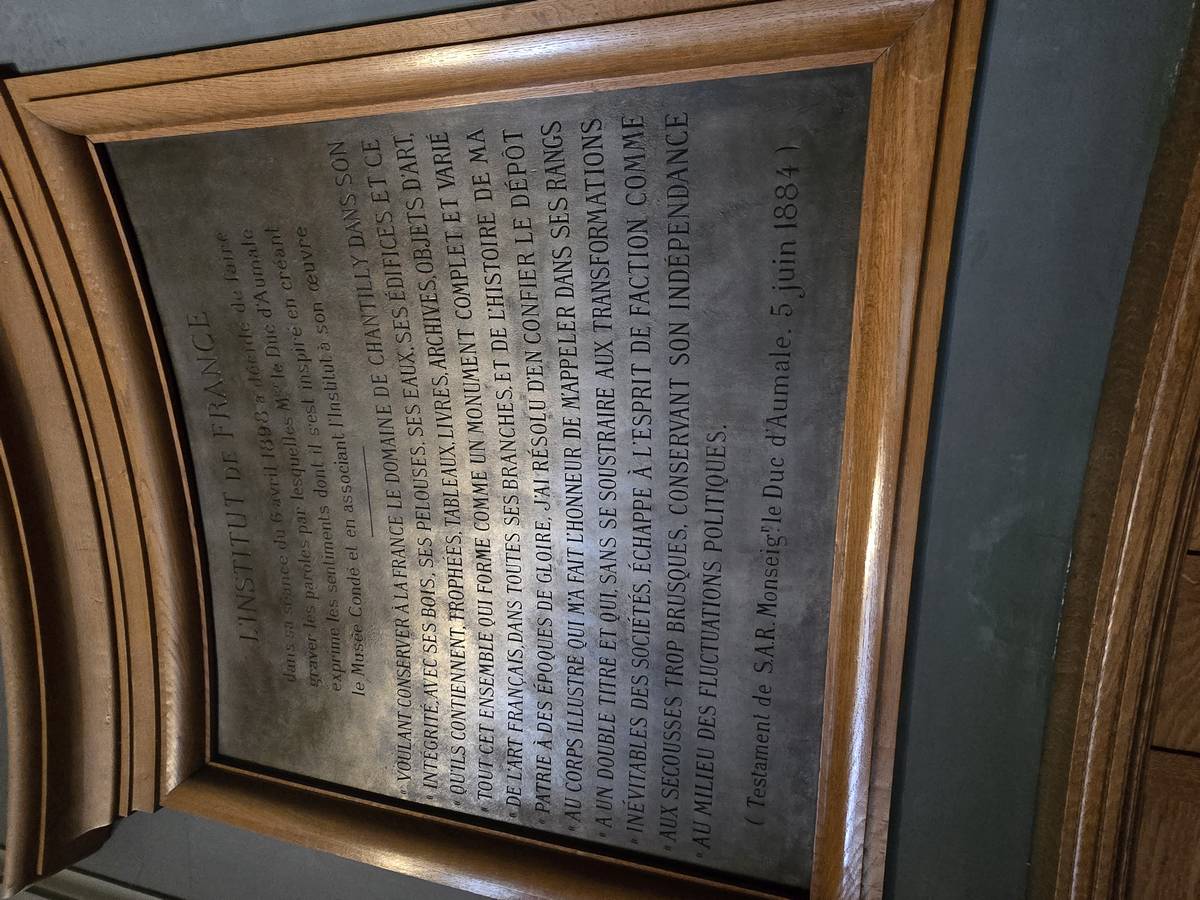 L'INSTITUT DE FRANCE
dans sa séance du 6 avril 1898 a décidé de faire
graver les paroles par lesquelles Mgr le Duc d'Aumale
exprime les sentiments dont il s'est inspiré en créant
le Musée Condé et en associant l'Institut à son œuvre
"VOULANT CONSERVER À LA FRANCE LE DOMAINE DE CHANTILLY DANS SON
"INTÉGRITÉ, AVEC SES BOIS, SES PELOUSES, SES EAUX, SES ÉDIFICES ET CE
"QU'ILS CONTIENNENT, TROPHÉES, TABLEAUX, LIVRES, ARCHIVES, OBJETS D'ART,
"TOUT CET ENSEMBLE QUI FORME COMME UN MONUMENT COMPLET ET VARIÉ
"DE L'ART FRANÇAIS, DANS TOUTES SES BRANCHES, ET DE L'HISTOIRE DE MA
"PATRIE À DES ÉPOQUES DE GLOIRE, J'AI RÉSOLU D'EN CONFIER LE DÉPÔT
"AU CORPS ILLUSTRE QUI M'A FAIT L'HONNEUR DE M'APPELER DANS SES RANGS
"A UN DOUBLE TITRE ET QUI, SANS SE SOUSTRAIRE AUX TRANSFORMATIONS
"INÉVITABLES DES SOCIÉTÉS, ÉCHAPPE À L'ESPRIT DE FACTION COMME
"AUX SECOUSSES TROP BRUSQUES, CONSERVANT SON INDÉPENDANCE
"AU MILIEU DES FLUCTUATIONS POLITIQUES.
( Testament de S.A.R. Monseigr le Duc d'Aumale. 5 juin 1884 ).